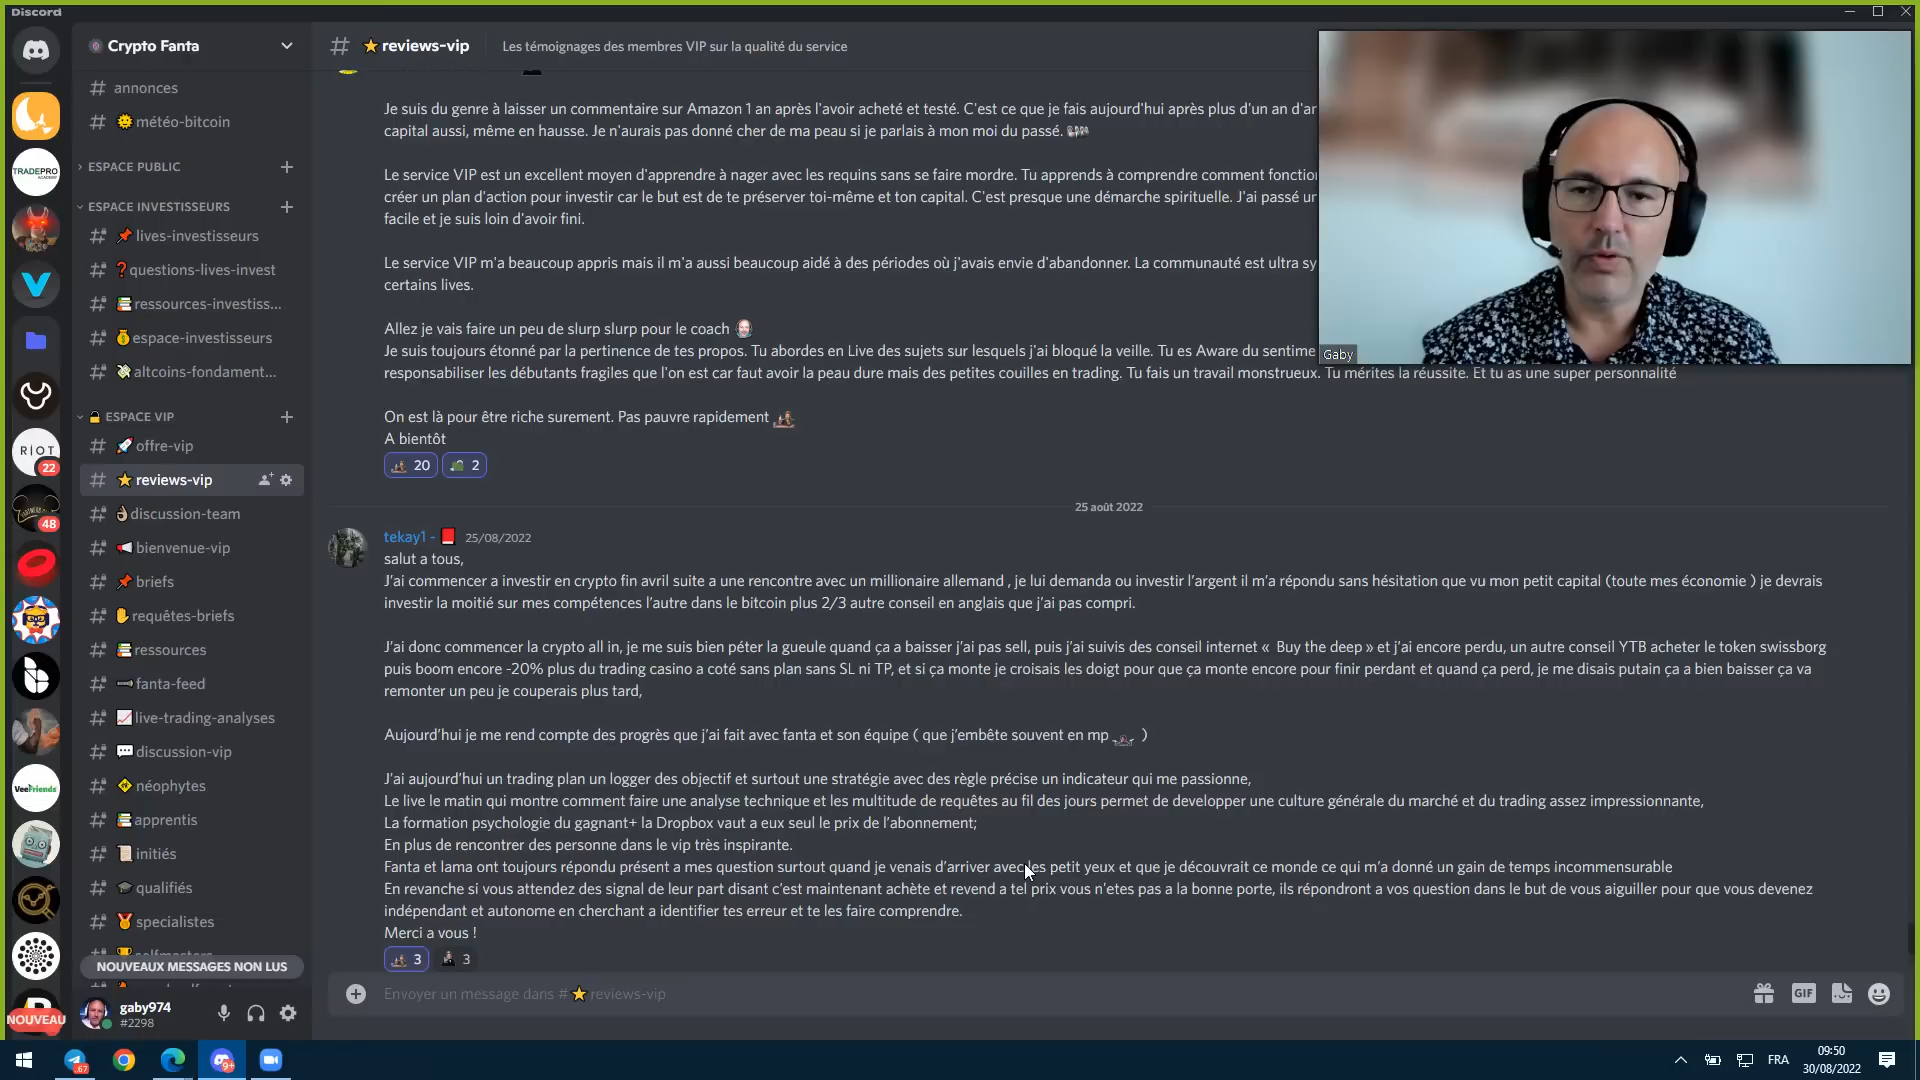 Discord
Crypto Fanta
reviews-vip
Les témoignages des membres VIP sur la qualité du service
annonces
météo-bitcoin
ESPACE PUBLIC
ESPACE INVESTISSEURS
lives-investisseurs
questions-lives-invest
ressources-investiss...
espace-investisseurs
altcoins-fondament...
ESPACE VIP
offre-vip
reviews-vip
discussion-team
bienvenue-vip
briefs
requêtes-briefs
ressources
fanta-feed
live-trading-analyses
discussion-vip
néophytes
apprentis
initiés
qualifiés
specialistes
NOUVEAUX MESSAGES NON LUS
gaby974
#2298
TRADEPRO
ACADEMY
RIOT
22
48
VeeFriends
NOUVEAU
Je suis du genre à laisser un commentaire sur Amazon 1 an après l'avoir acheté et testé. C'est ce que je fais aujourd'hui après plus d'un an d'ar
capital aussi, même en hausse. Je n'aurais pas donné cher de ma peau si je parlais à mon moi du passé.
Le service VIP est un excellent moyen d'apprendre à nager avec les requins sans se faire mordre. Tu apprends à comprendre comment fonction
créer un plan d'action pour investir car le but est de te préserver toi-même et ton capital. C'est presque une démarche spirituelle. J'ai passé un
facile et je suis loin d'avoir fini.
Le service VIP m'a beaucoup appris mais il m'a aussi beaucoup aidé à des périodes où j'avais envie d'abandonner. La communauté est ultra sy
certains lives.
Allez je vais faire un peu de slurp slurp pour le coach
Je suis toujours étonné par la pertinence de tes propos. Tu abordes en Live des sujets sur lesquels j'ai bloqué la veille. Tu es Aware du sentime
responsabiliser les débutants fragiles que l'on est car faut avoir la peau dure mais des petites couilles en trading. Tu fais un travail monstrueux. Tu mérites la réussite. Et tu as une super personnalité
On est là pour être riche surement. Pas pauvre rapidement
A bientôt
20 2
25 août 2022
tekay1 - 25/08/2022
salut a tous,
J'ai commencer a investir en crypto fin avril suite a une rencontre avec un millionaire allemand , je lui demanda ou investir l'argent il m'a répondu sans hésitation que vu mon petit capital (toute mes économie ) je devrais
investir la moitié sur mes compétences l'autre dans le bitcoin plus 2/3 autre conseil en anglais que j'ai pas compri.
J'ai donc commencer la crypto all in, je me suis bien péter la gueule quand ça a baisser j'ai pas sell, puis j'ai suivis des conseil internet « Buy the deep » et j'ai encore perdu, un autre conseil YTB acheter le token swissborg
puis boom encore -20% plus du trading casino a coté sans plan sans SL ni TP, et si ça monte je croisais les doigt pour que ça monte encore pour finir perdant et quand ça perd, je me disais putain ça a bien baisser ça va
remonter un peu je couperais plus tard,
Aujourd'hui je me rend compte des progrès que j'ai fait avec fanta et son équipe ( que j'embête souvent en mp )
J'ai aujourd'hui un trading plan un logger des objectif et surtout une stratégie avec des règle précise un indicateur qui me passionne,
Le live le matin qui montre comment faire une analyse technique et les multitude de requêtes au fil des jours permet de developper une culture générale du marché et du trading assez impressionnante,
La formation psychologie du gagnant+ la Dropbox vaut a eux seul le prix de l'abonnement;
En plus de rencontrer des personne dans le vip très inspirante.
Fanta et lama ont toujours répondu présent a mes question surtout quand je venais d'arriver avec les petit yeux et que je découvrait ce monde ce qui m'a donné un gain de temps incommensurable
En revanche si vous attendez des signal de leur part disant c'est maintenant achète et revend a tel prix vous n'etes pas a la bonne porte, ils répondront a vos question dans le but de vous aiguiller pour que vous devenez
indépendant et autonome en cherchant a identifier tes erreur et te les faire comprendre.
Merci a vous !
3 3
Envoyer un message dans # reviews-vip
GIF
Gaby
67
9+
FRA
09:50
30/08/2022